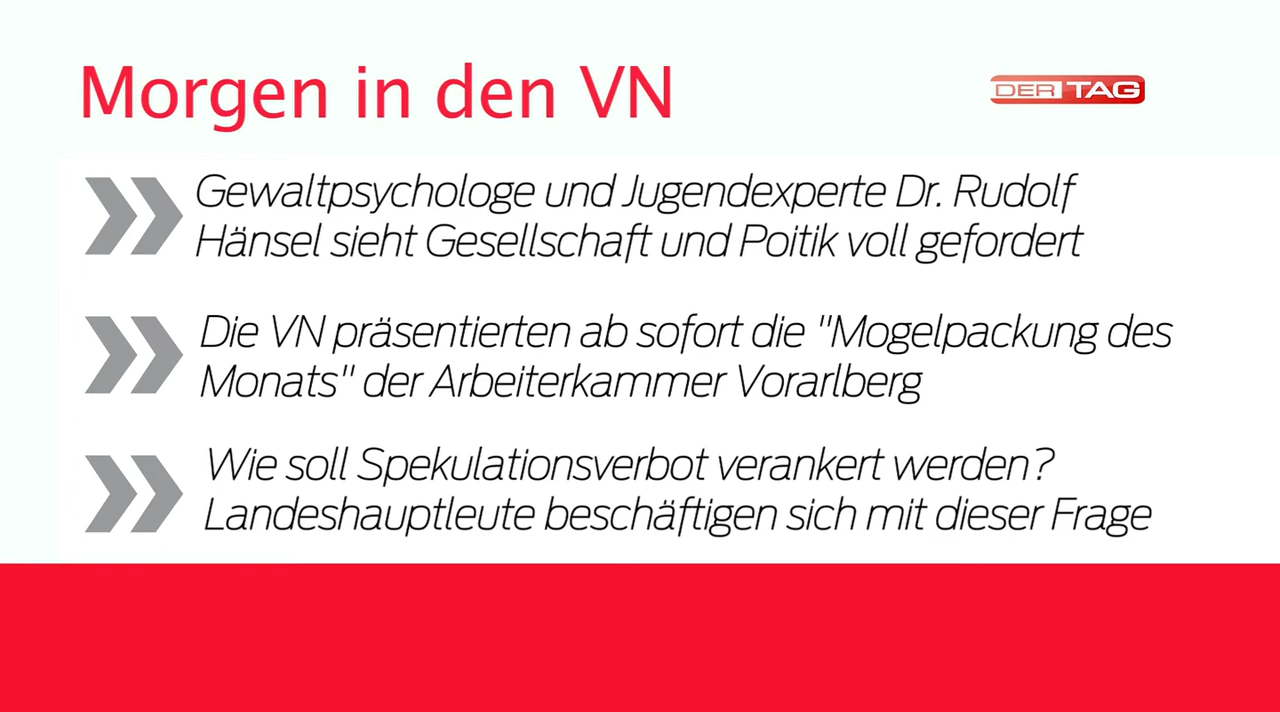 Morgen in den VN
DER TAG
Gewaltpsychologe und Jugendexperte Dr. Rudolf
Hänsel sieht Gesellschaft und Poitik voll gefordert
Die VN präsentierten ab sofort die "Mogelpackung des
Monats" der Arbeiterkammer Vorarlberg
Wie soll Spekulationsverbot verankert werden?
Landeshauptleute beschäftigen sich mit dieser Frage